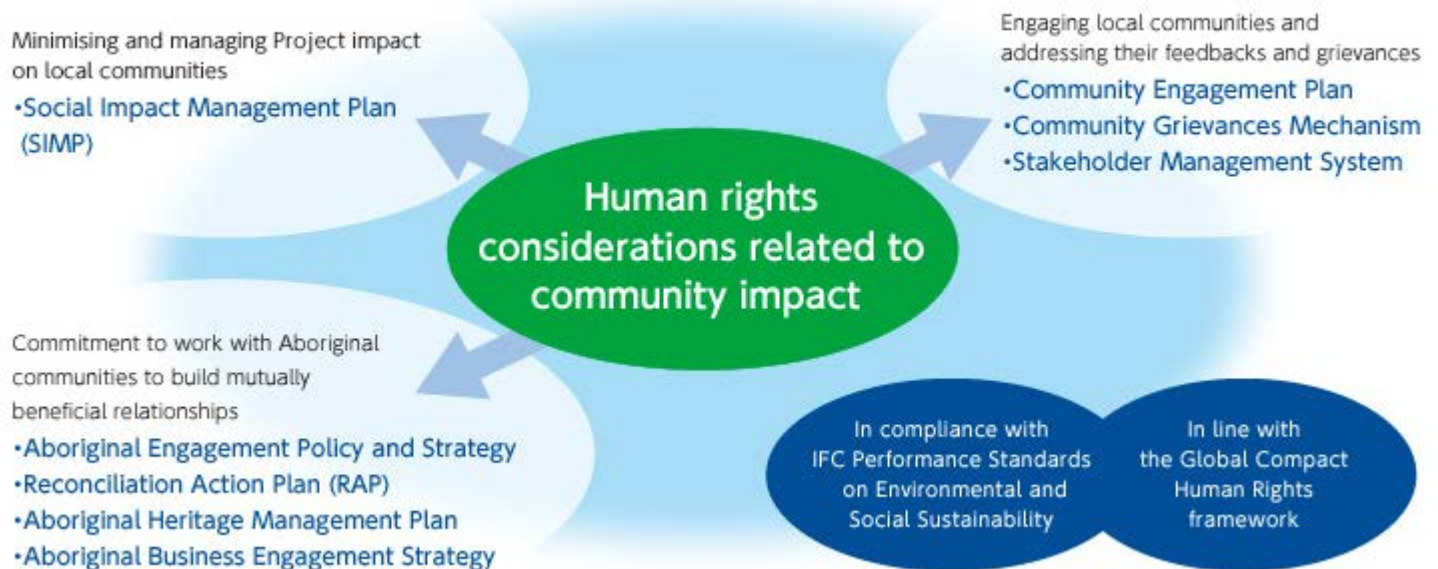 Minimising and managing Project impact
on local communities
•Social Impact Management Plan
(SIMP)
Engaging local communities and
addressing their feedbacks and grievances
•Community Engagement Plan
•Community Grievances Mechanism
•Stakeholder Management System
Human rights
considerations related to
community impact
Commitment to work with Aboriginal
communities to build mutually
beneficial relationships
•Aboriginal Engagement Policy and Strategy
•Reconciliation Action Plan (RAP)
•Aboriginal Heritage Management Plan
•Aboriginal Business Engagement Strategy
In compliance with
IFC Performance Standards
on Environmental and
Social Sustainability
In line with
the Global Compact
Human Rights
framework